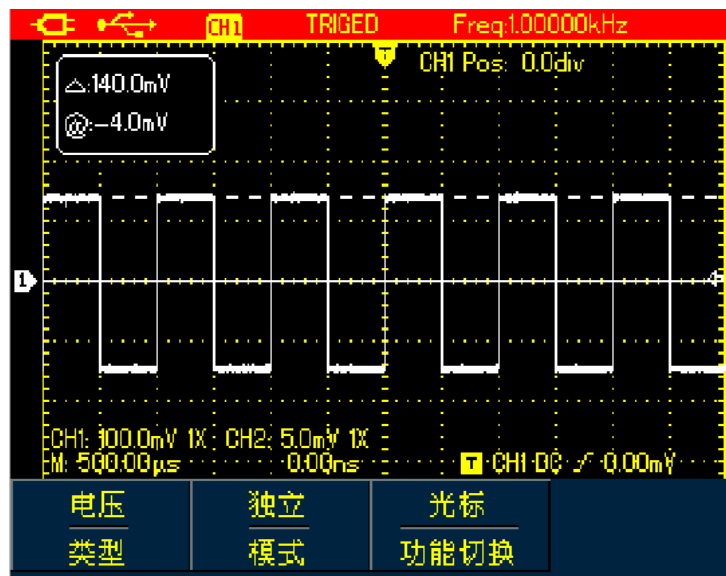 CH1 TRIGED Freq:1.00000kHz
T CH1 Pos: 0.0div
△:140.0mV
@:-4.0mV
1
CH1: 100.0mV 1X CH2: 5.0mV 1X
M: 500.00μs 0.00ns T CH1 DC 0.00mV
电压 独立 光标
类型 模式 功能切换